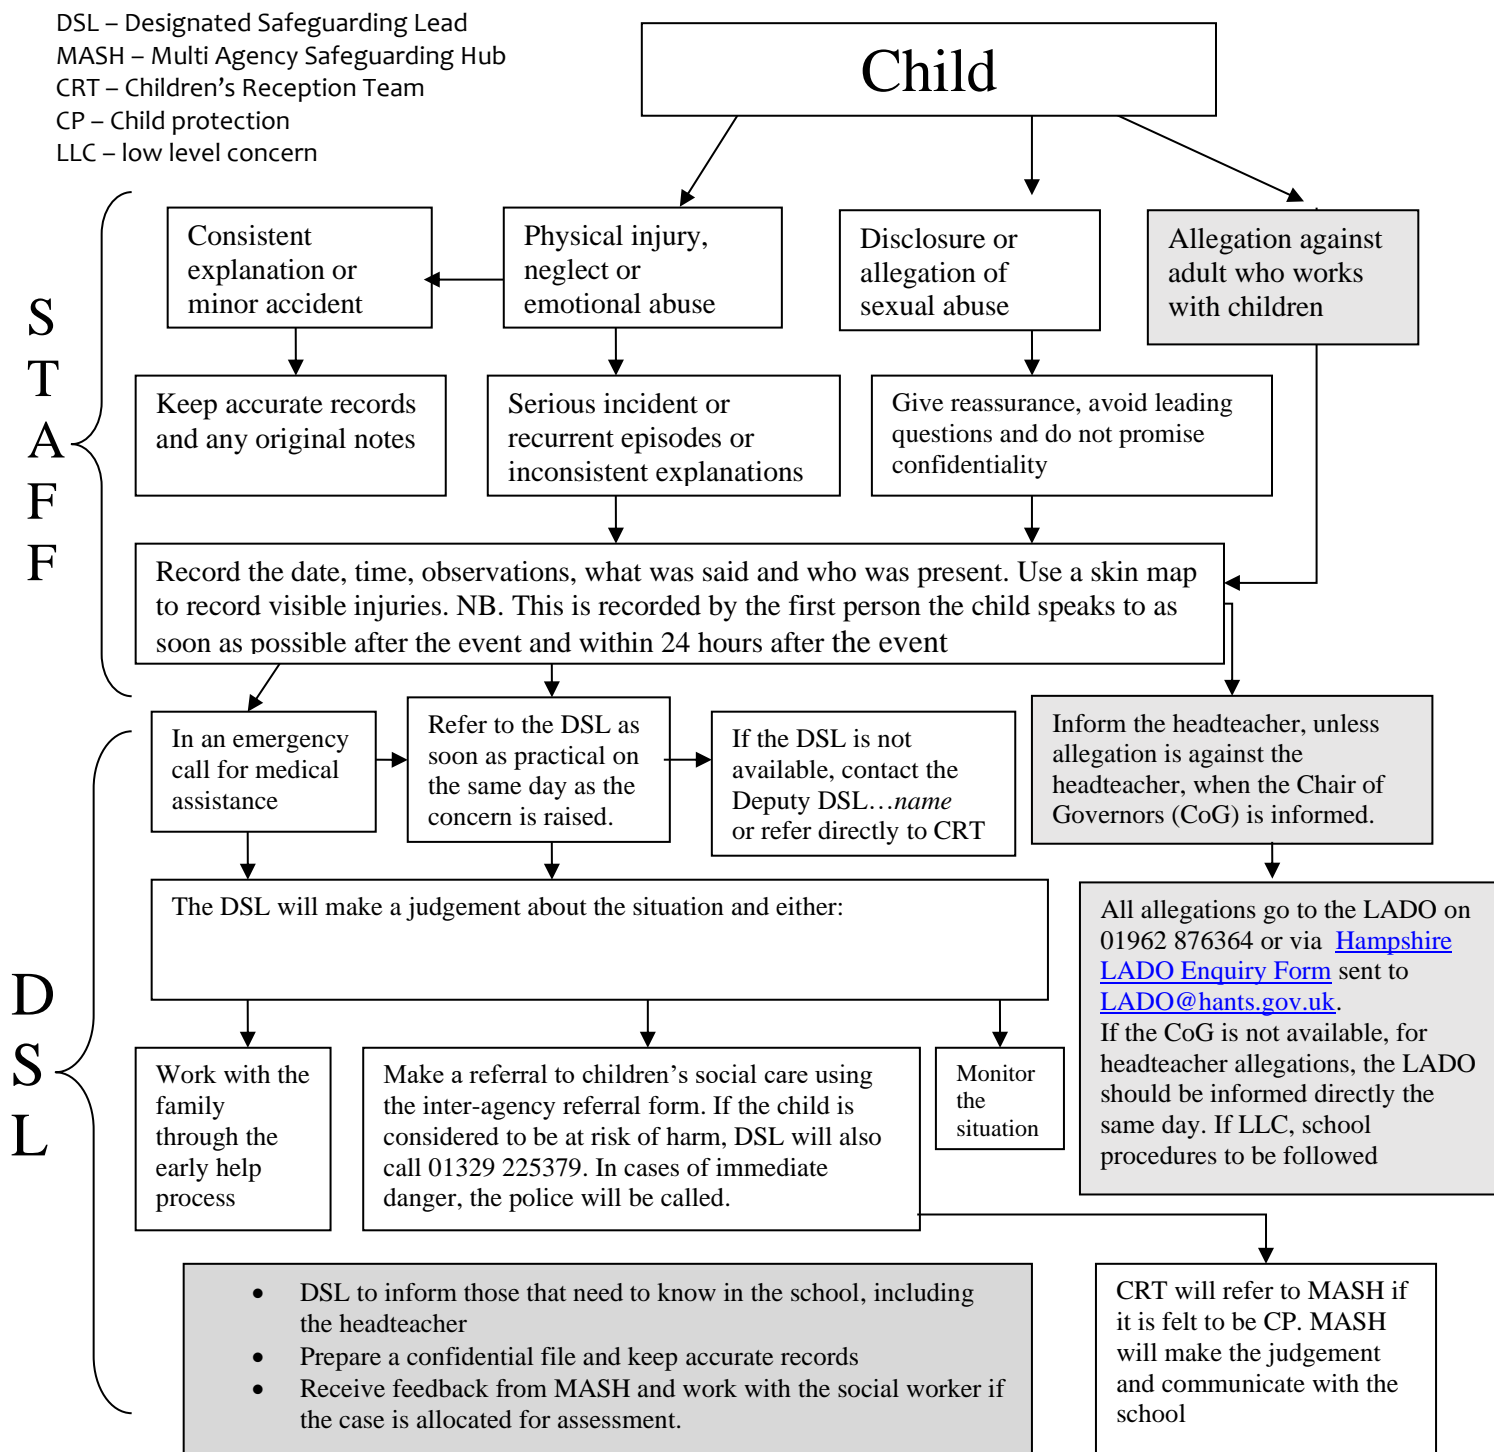 DSL – Designated Safeguarding Lead
MASH – Multi Agency Safeguarding Hub
CRT – Children’s Reception Team
CP – Child protection
LLC – low level concern
Child
S
T
A
F
F
Consistent
explanation or
minor accident
Physical injury,
neglect or
emotional abuse
Disclosure or
allegation of
sexual abuse
Allegation against
adult who works
with children
Keep accurate records
and any original notes
Serious incident or
recurrent episodes or
inconsistent explanations
Give reassurance, avoid leading
questions and do not promise
confidentiality
Record the date, time, observations, what was said and who was present. Use a skin map
to record visible injuries. NB. This is recorded by the first person the child speaks to as
soon as possible after the event and within 24 hours after the event
D
S
L
In an emergency
call for medical
assistance
Refer to the DSL as
soon as practical on
the same day as the
concern is raised.
If the DSL is not
available, contact the
Deputy DSL…name
or refer directly to CRT
Inform the headteacher, unless
allegation is against the
headteacher, when the Chair of
Governors (CoG) is informed.
The DSL will make a judgement about the situation and either:
All allegations go to the LADO on
01962 876364 or via Hampshire
LADO Enquiry Form sent to
LADO@hants.gov.uk.
If the CoG is not available, for
headteacher allegations, the LADO
should be informed directly the
same day. If LLC, school
procedures to be followed
Work with the
family
through the
early help
process
Make a referral to children’s social care using
the inter-agency referral form. If the child is
considered to be at risk of harm, DSL will also
call 01329 225379. In cases of immediate
danger, the police will be called.
Monitor
the
situation
• DSL to inform those that need to know in the school, including
the headteacher
• Prepare a confidential file and keep accurate records
• Receive feedback from MASH and work with the social worker if
the case is allocated for assessment.
CRT will refer to MASH if
it is felt to be CP. MASH
will make the judgement
and communicate with the
school